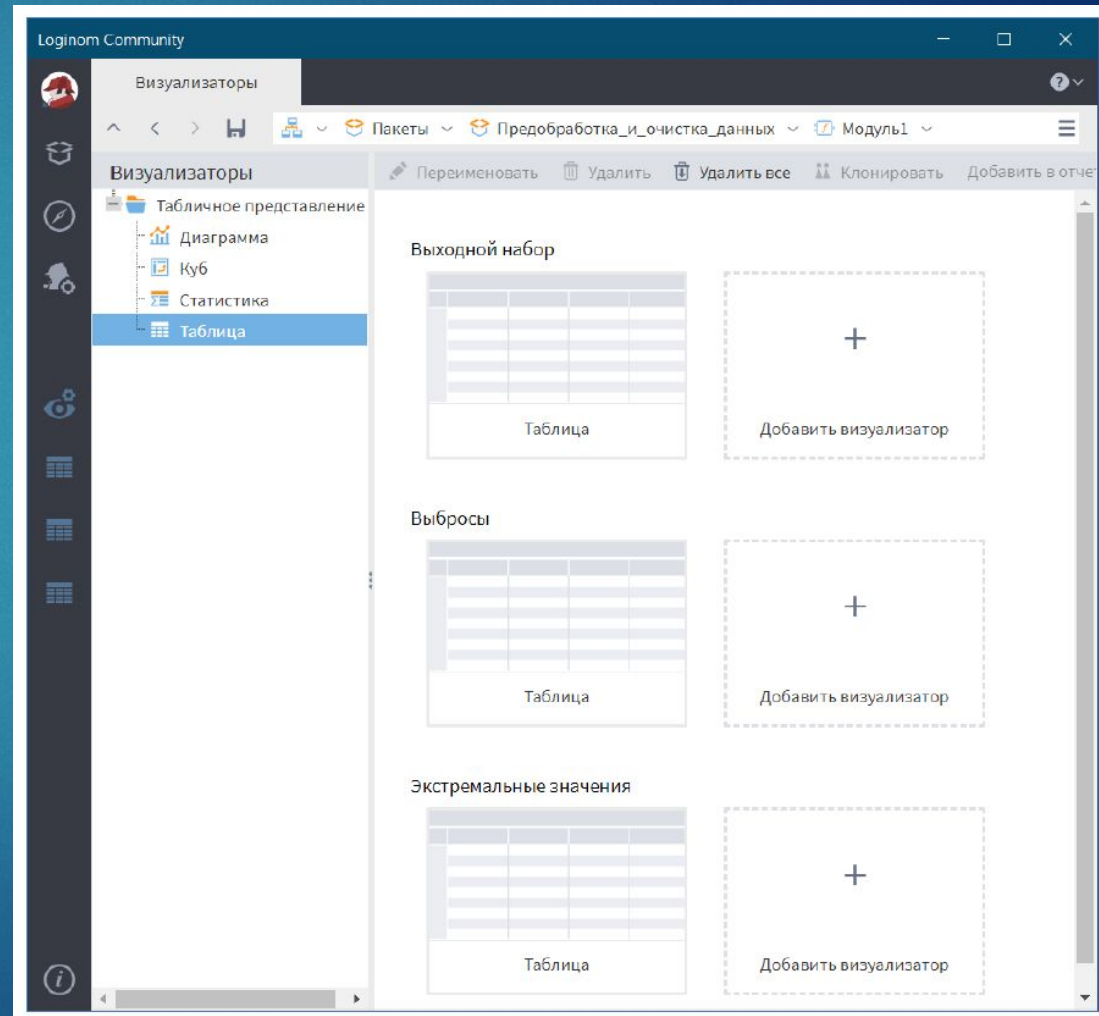 Loginom Community
Визуализаторы
Пакеты Предобработка_и_очистка_данных Модуль1
Визуализаторы
Переименовать Удалить Удалить все Клонировать Добавить в отче
Табличное представление
Диаграмма
Куб
Статистика
Таблица
Выходной набор
Таблица Добавить визуализатор
Выбросы
Таблица Добавить визуализатор
Экстремальные значения
Таблица Добавить визуализатор